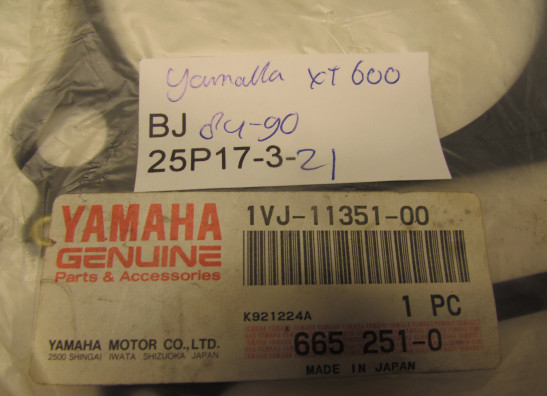 Yamaha XT 600
BJ 84-90
25P17-3-21
YAMAHA
GENUINE
Parts & Accessories
1VJ-11351-00
K921224A
1 PC
YAMAHA MOTOR CO., LTD.
2500 SHINGAI IWATA SHIZUOKA JAPAN
665 251-0
MADE IN JAPAN